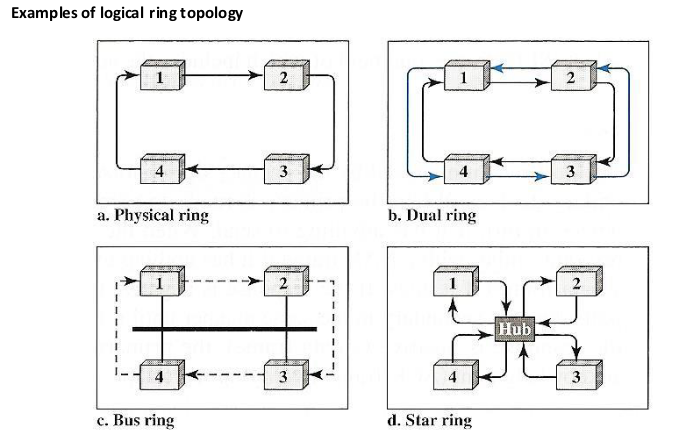 Examples of logical ring topology
1
2
4
3
a. Physical ring
1
2
4
3
b. Dual ring
1
2
4
3
c. Bus ring
1
2
Hub
4
3
d. Star ring